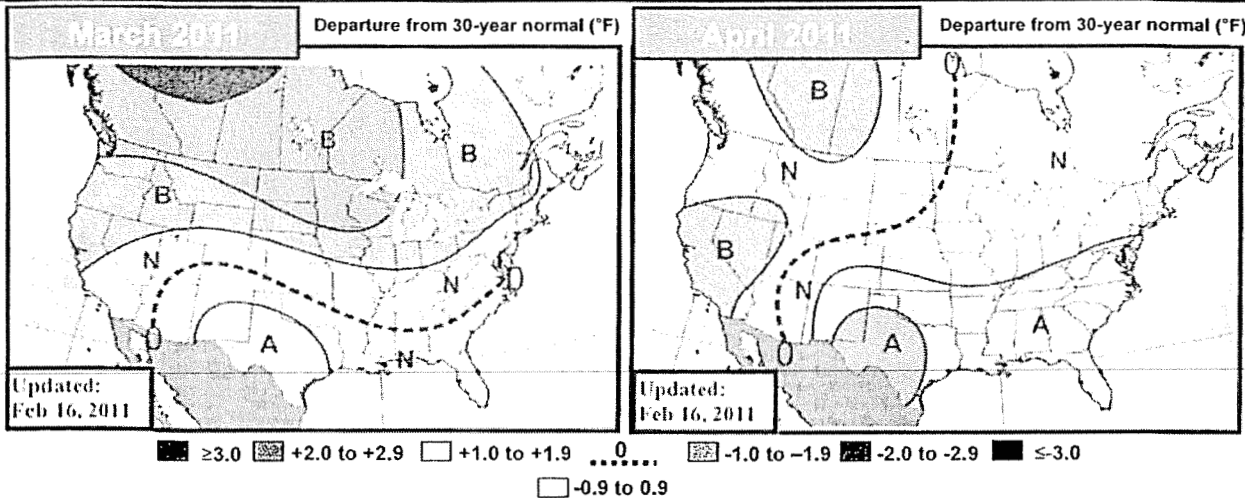 March 2011
Departure from 30-year normal (°F)
B
B
B
N
N
0
0
A
N
Updated:
Feb 16, 2011
April 2011
Departure from 30-year normal (°F)
0
B
N
N
B
N
A
A
0
Updated:
Feb 16, 2011
≥3.0
+2.0 to +2.9
+1.0 to +1.9
0
-1.0 to –1.9
-2.0 to -2.9
≤-3.0
-0.9 to 0.9